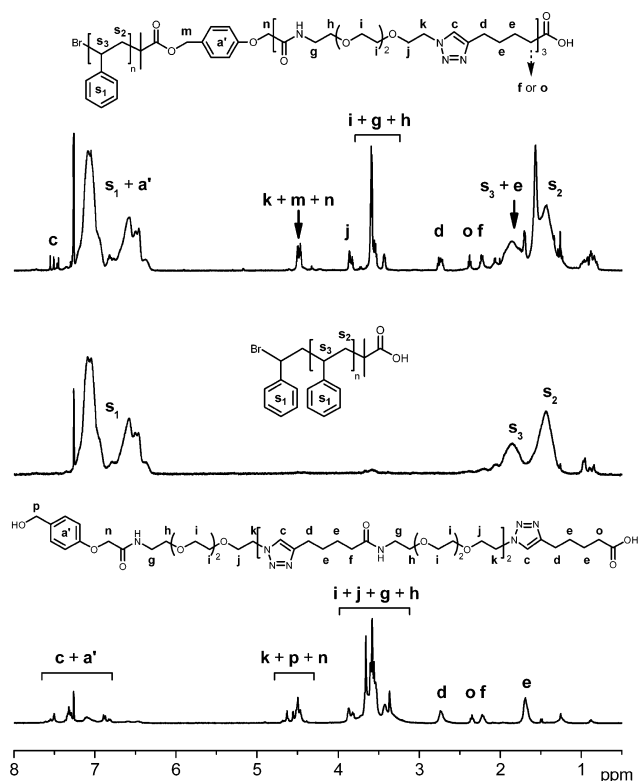 m n h i k c d e
Br s₃ s₂ O O a' O O N H g O i 2 O j N N=N e 3 OH O
s₁ n f or o
i + g + h
s₁ + a' s₃ + e s₂
k + m + n
c j d o f
Br s₃ s₂ O OH
n
s₁ s₁
s₁ s₃ s₂
p n h i k c d e g i j N=N e o
HO a' O O N H g O i 2 O j N N=N e f O N H h O i 2 O k 2 N c d e O OH
i + j + g + h
c + a' k + p + n
d o f e
8 7 6 5 4 3 2 1 ppm